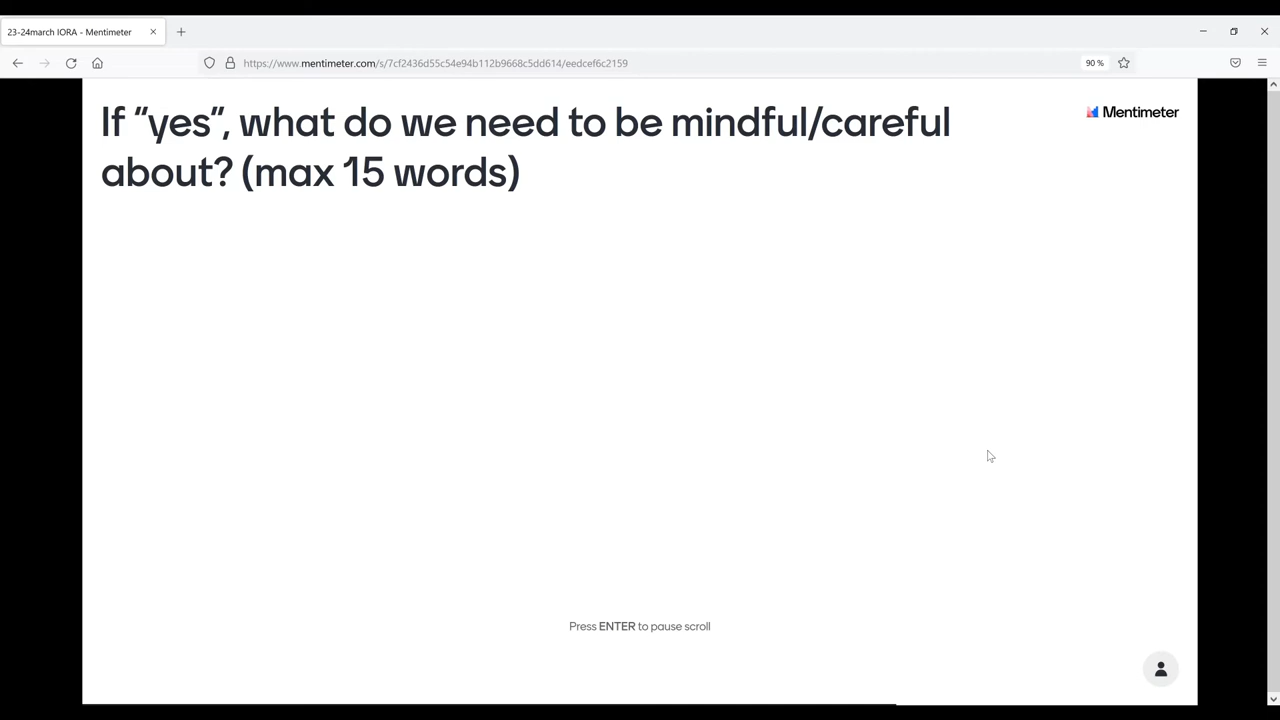 23-24march IORA - Mentimeter
https://www.mentimeter.com/s/7cf2436d55c54e94b112b9668c5dd614/eedcef6c2159
90 %
If “yes”, what do we need to be mindful/careful
about? (max 15 words)
Mentimeter
Press ENTER to pause scroll